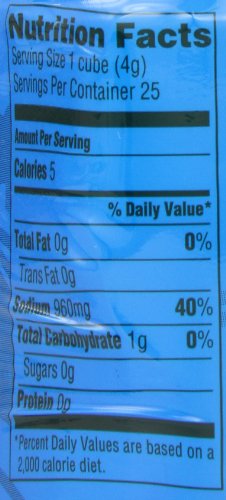 Nutrition Facts
Serving Size 1 cube (4g)
Servings Per Container 25
Amount Per Serving
Calories 5
% Daily Value*
Total Fat 0g 0%
Trans Fat 0g
Sodium 960mg 40%
Total Carbohydrate 1g 0%
Sugars 0g
Protein 0g
*Percent Daily Values are based on a
2,000 calorie diet.